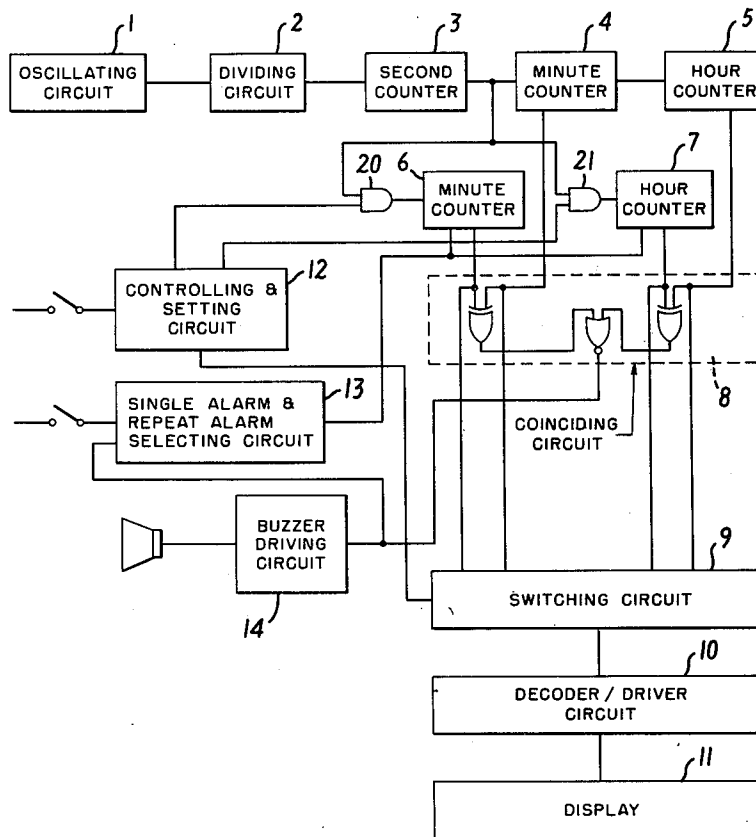 1
2
3
4
5
OSCILLATING
CIRCUIT
DIVIDING
CIRCUIT
SECOND
COUNTER
MINUTE
COUNTER
HOUR
COUNTER
20
6
21
7
MINUTE
COUNTER
HOUR
COUNTER
12
CONTROLLING &
SETTING
CIRCUIT
8
13
SINGLE ALARM &
REPEAT ALARM
SELECTING CIRCUIT
COINCIDING
CIRCUIT
BUZZER
DRIVING
CIRCUIT
14
9
SWITCHING CIRCUIT
10
DECODER / DRIVER
CIRCUIT
11
DISPLAY